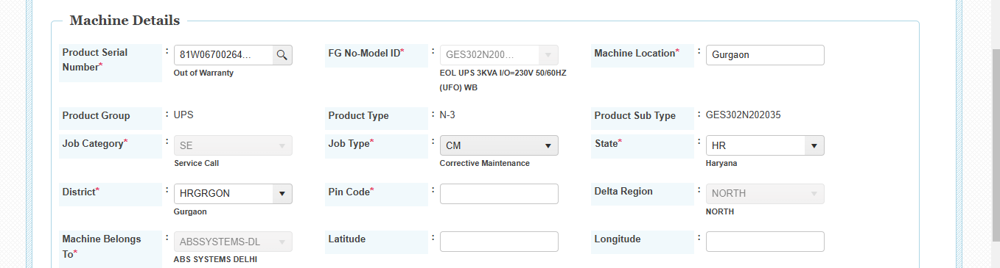 Machine Details
Product Serial Number* : 81W06700264...
Out of Warranty
FG No-Model ID* : GES302N200...
EOL UPS 3KVA I/O=230V 50/60HZ
(UFO) WB
Machine Location* : Gurgaon
Product Group : UPS
Product Type : N-3
Product Sub Type : GES302N202035
Job Category* : SE
Service Call
Job Type* : CM
Corrective Maintenance
State* : HR
Haryana
District* : HRGRGON
Gurgaon
Pin Code* :
Delta Region : NORTH
NORTH
Machine Belongs To* : ABSSYSTEMS-DL
ABS SYSTEMS DELHI
Latitude :
Longitude :